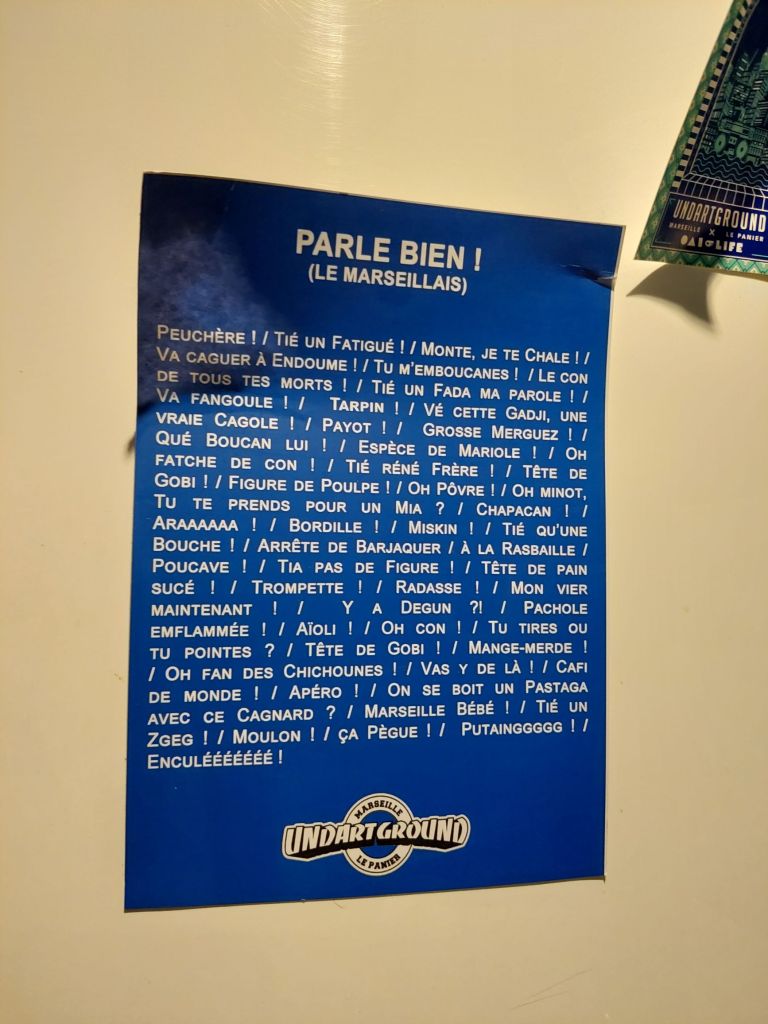 PARLE BIEN !
(LE MARSEILLAIS)
PEUCHÈRE ! / TIÉ UN FATIGUÉ ! / MONTE, JE TE CHALE ! /
VA CAGUER À ENDOUME ! / TU M'EMBOUCANES ! / LE CON
DE TOUS TES MORTS ! / TIÉ UN FADA MA PAROLE ! /
VA FANGOULE ! / TARPIN ! / VÉ CETTE GADJI, UNE
VRAIE CAGOLE ! / PAYOT ! / GROSSE MERGUEZ ! /
QUÉ BOUCAN LUI ! / ESPÈCE DE MARIOLE ! / OH
FATCHE DE CON ! / TIÉ RÉNÉ FRÈRE ! / TÊTE DE
GOBI ! / FIGURE DE POULPE ! / OH PÔVRE ! / OH MINOT,
TU TE PRENDS POUR UN MIA ? / CHAPACAN ! /
ARAAAAAA ! / BORDILLE ! / MISKIN ! / TIÉ QU'UNE
BOUCHE ! / ARRÊTE DE BARJAQUER / À LA RASBAILLE /
POUCAVE ! / TIA PAS DE FIGURE ! / TÊTE DE PAIN
SUCÉ ! / TROMPETTE ! / RADASSE ! / MON VIER
MAINTENANT ! / Y A DEGUN ?! / PACHOLE
EMFLAMMÉE ! / AÏOLI ! / OH CON ! / TU TIRES OU
TU POINTES ? / TÊTE DE GOBI ! / MANGE-MERDE !
/ OH FAN DES CHICHOUNES ! / VAS Y DE LÀ ! / CAFI
DE MONDE ! / APÉRO ! / ON SE BOIT UN PASTAGA
AVEC CE CAGNARD ? / MARSEILLE BÉBÉ ! / TIÉ UN
ZGEG ! / MOULON ! / ÇA PÈGUE ! / PUTAINGGGGG ! /
ENCULÉÉÉÉÉÉÉ !
MARSEILLE
UNDARTGROUND
LE PANIER
UNDARTGROUND
MARSEILLE X LE PANIER
LIFE